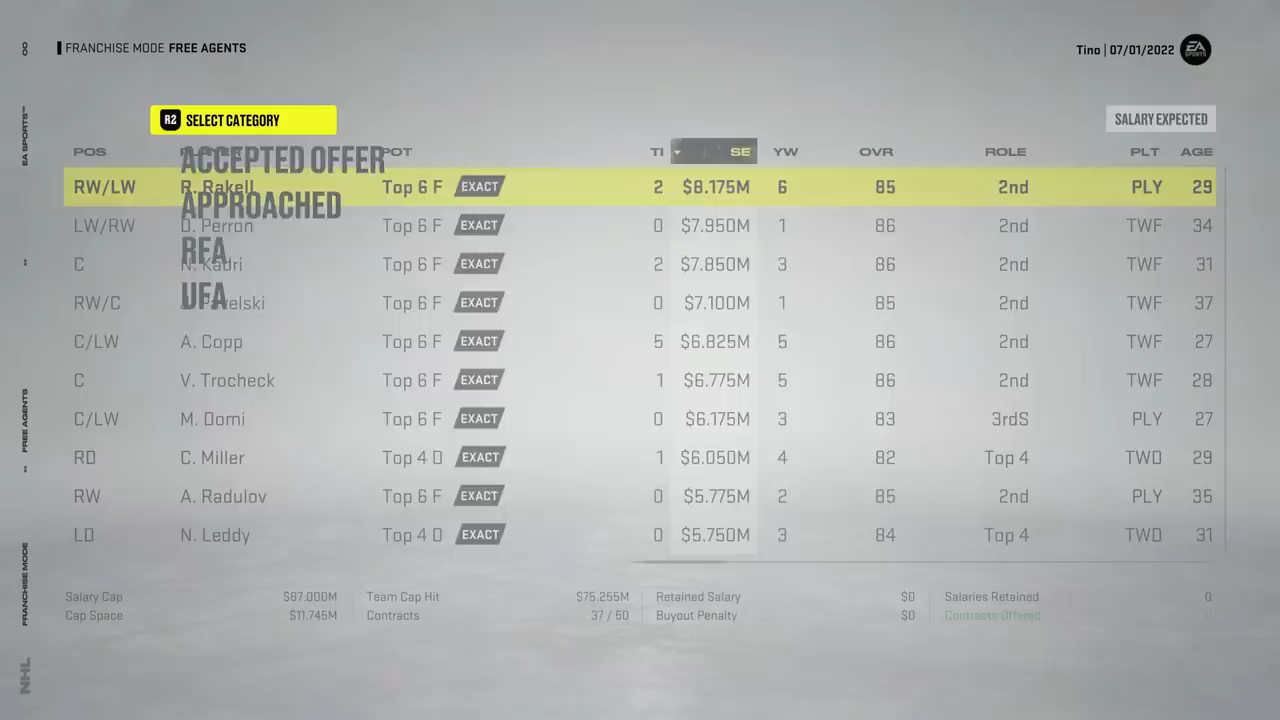 FRANCHISE MODE FREE AGENTS
Tino | 07/01/2022
EA SPORTS
R2 SELECT CATEGORY
SALARY EXPECTED
POS POT TI SE YW OVR ROLE PLT AGE
ACCEPTED OFFER
RW/LW R. Rakell Top 6 F EXACT 2 $8.175M 6 85 2nd PLY 29
APPROACHED
LW/RW D. Perron Top 6 F EXACT 0 $7.950M 1 86 2nd TWF 34
RFA
C N. Kadri Top 6 F EXACT 2 $7.850M 3 86 2nd TWF 31
UFA
RW/C Pavelski Top 6 F EXACT 0 $7.100M 1 85 2nd TWF 37
C/LW A. Copp Top 6 F EXACT 5 $6.825M 5 86 2nd TWF 27
C V. Trocheck Top 6 F EXACT 1 $6.775M 5 86 2nd TWF 28
C/LW M. Domi Top 6 F EXACT 0 $6.175M 3 83 3rdS PLY 27
RD C. Miller Top 4 D EXACT 1 $6.050M 4 82 Top 4 TWD 29
RW A. Radulov Top 6 F EXACT 0 $5.775M 2 85 2nd PLY 35
LD N. Leddy Top 4 D EXACT 0 $5.750M 3 84 Top 4 TWD 31
Salary Cap $87.000M Team Cap Hit $75.255M Retained Salary $0 Salaries Retained 0
Cap Space $11.745M Contracts 37 / 50 Buyout Penalty $0 Contracts Offered
NHL FRANCHISE MODE >> FREE AGENTS >> EA SPORTS™